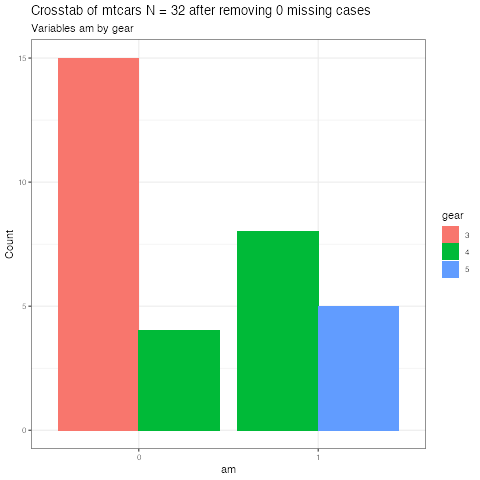 Crosstab of mtcars N = 32 after removing 0 missing cases
Variables am by gear
15
10
5
0
Count
0
1
am
gear
3
4
5